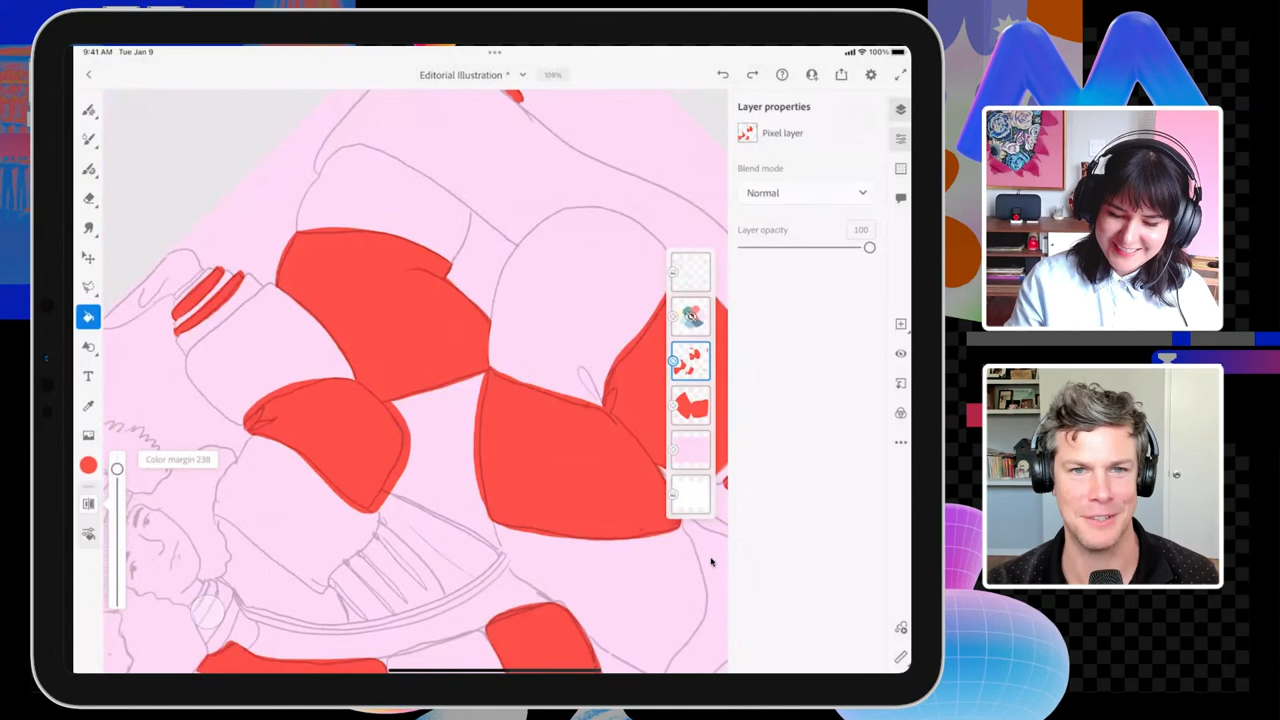 9:41 AM Tue Jan 9
100%
Editorial Illustration *
109%
Layer properties
Pixel layer
Blend mode
Normal
Layer opacity
100
T
Color margin 238